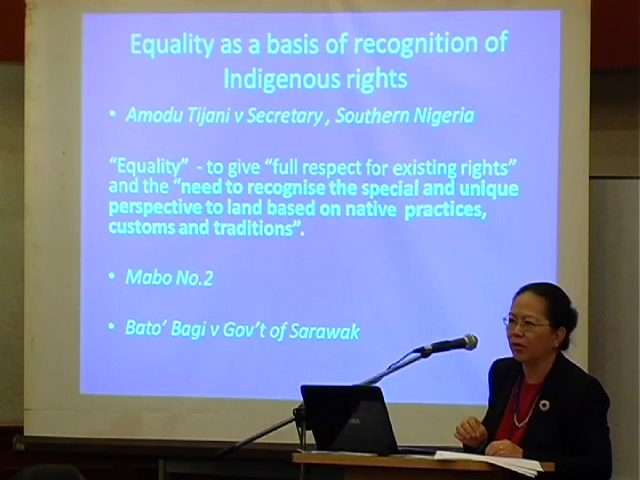 Equality as a basis of recognition of
Indigenous rights
• Amodu Tijani v Secretary , Southern Nigeria
“Equality” - to give “full respect for existing rights”
and the “need to recognise the special and unique
perspective to land based on native practices,
customs and traditions”.
• Mabo No.2
• Bato’ Bagi v Gov’t of Sarawak